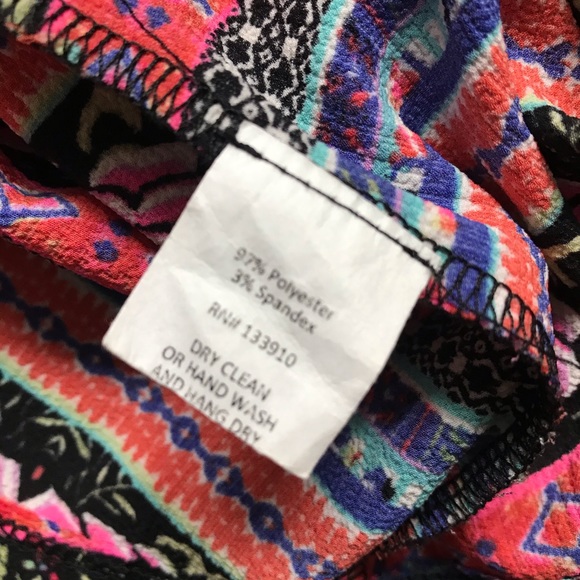 97% Polyester
3% Spandex
RN# 133910
DRY CLEAN
OR HAND WASH
AND HANG DRY